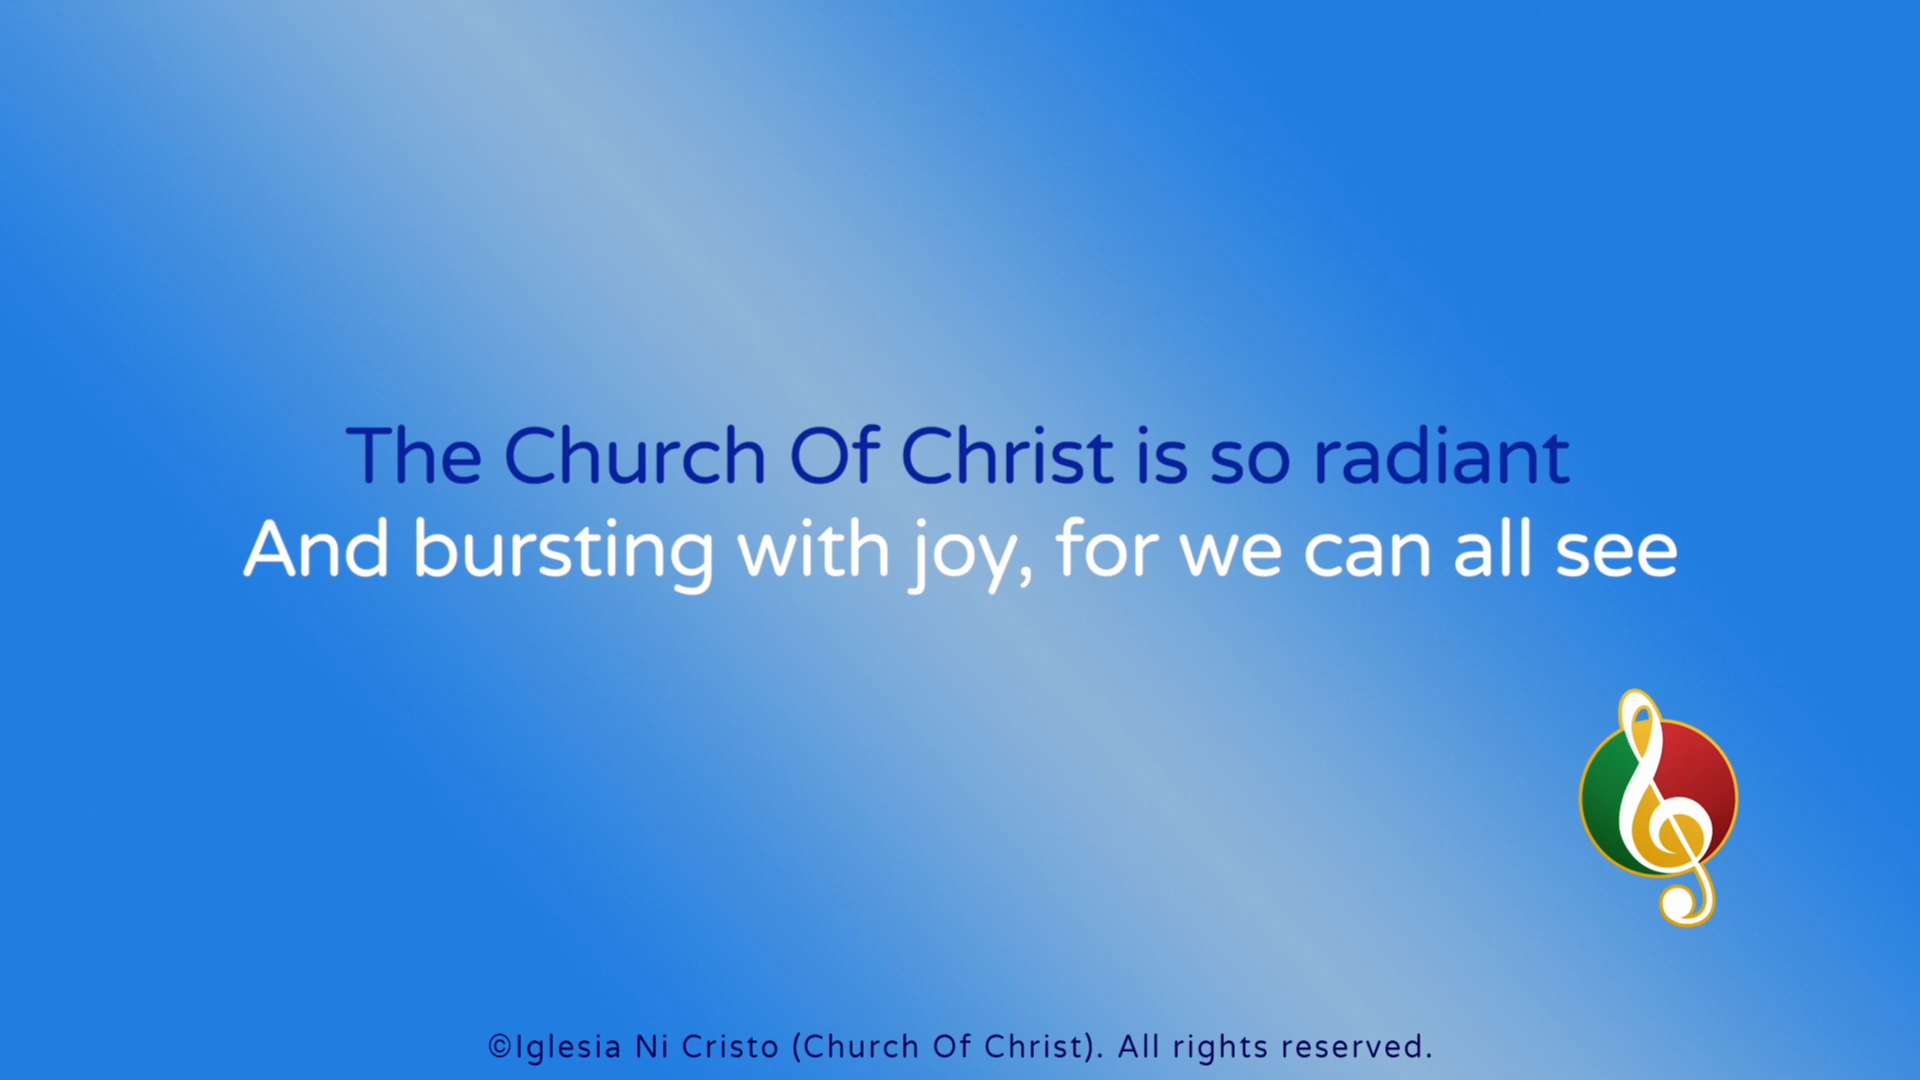 The Church Of Christ is so radiant
And bursting with joy, for we can all see
©Iglesia Ni Cristo (Church Of Christ). All rights reserved.